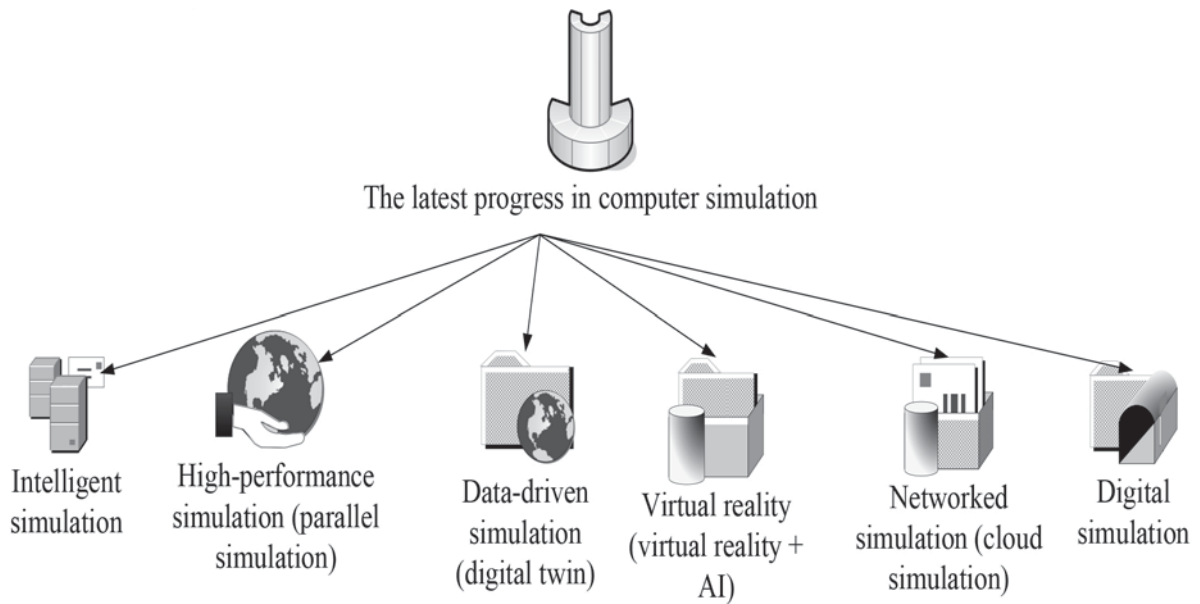 The latest progress in computer simulation
Intelligent
simulation
High-performance
simulation (parallel
simulation)
Data-driven
simulation
(digital twin)
Virtual reality
(virtual reality +
AI)
Networked
simulation (cloud
simulation)
Digital
simulation